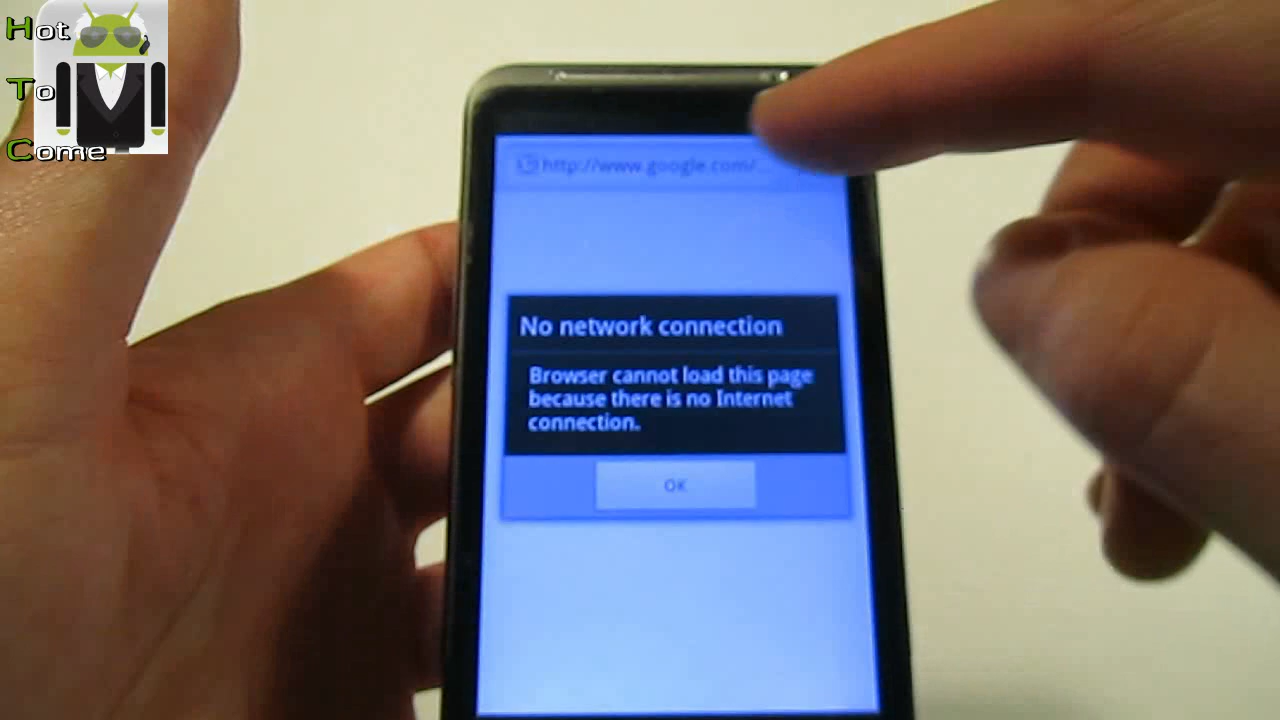 Hot
To
Come
http://www.google.com/...
No network connection
Browser cannot load this page
because there is no Internet
connection.
OK